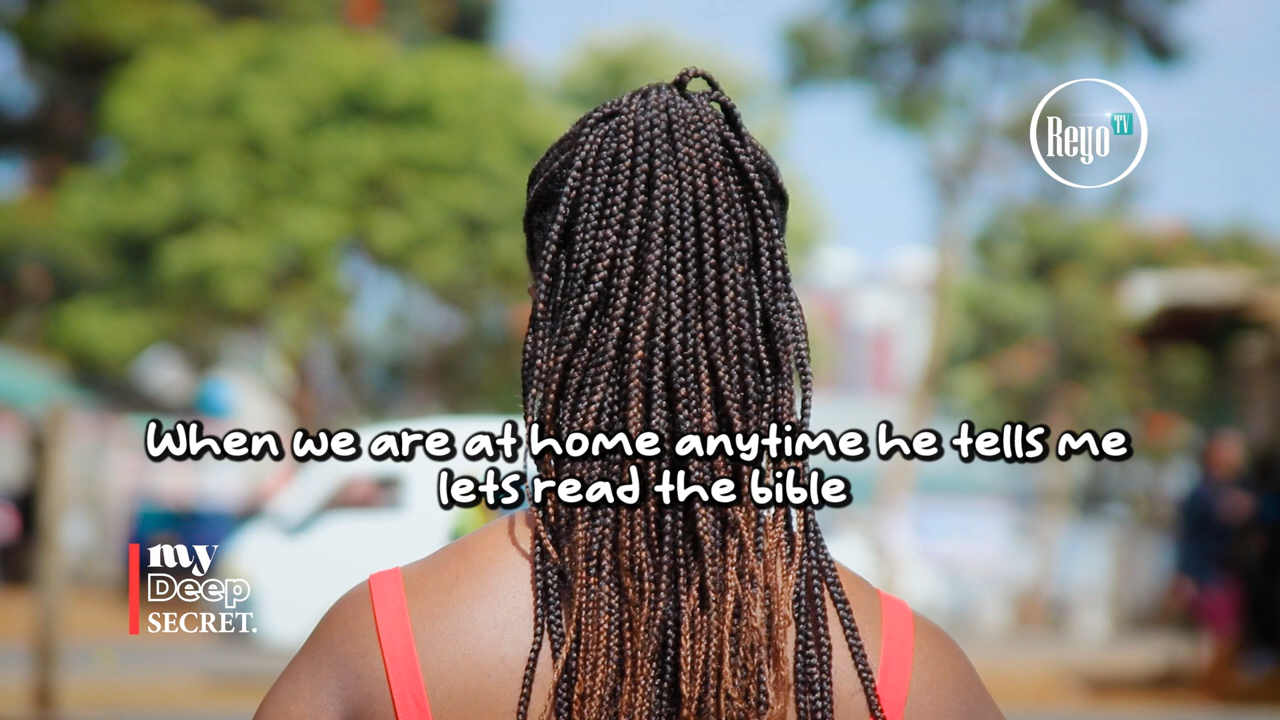 Reyo TV
When we are at home anytime he tells me
lets read the bible
my
Deep
SECRET.